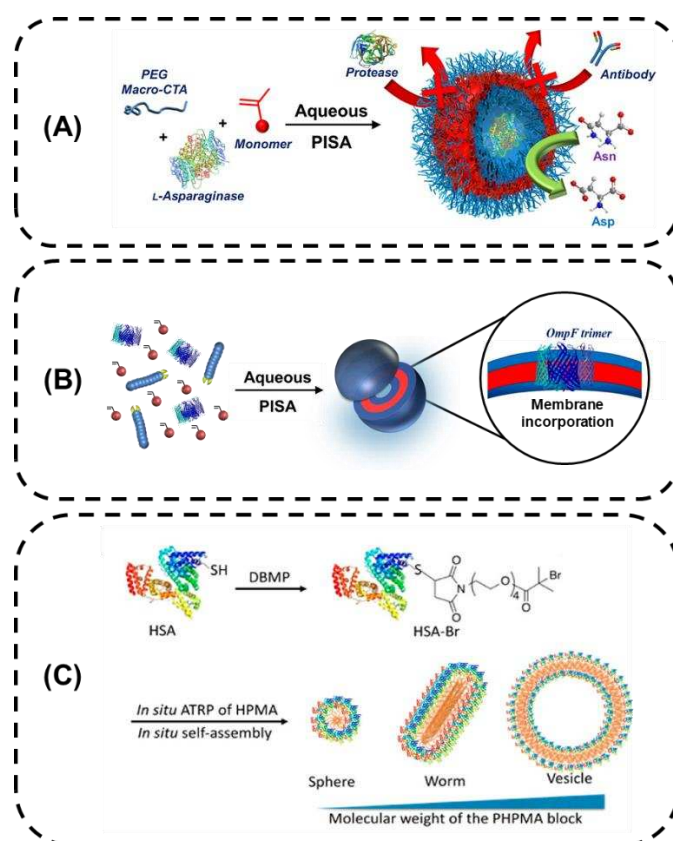 (A)
PEG
Macro-CTA
+
L-Asparaginase
+
Monomer
Aqueous
PISA
Protease
Antibody
Asn
Asp
(B)
Aqueous
PISA
OmpF trimer
Membrane
incorporation
(C)
SH
HSA
DBMP
S
O
N
O
O
4
O
Br
HSA-Br
In situ ATRP of HPMA
In situ self-assembly
Sphere
Worm
Vesicle
Molecular weight of the PHPMA block